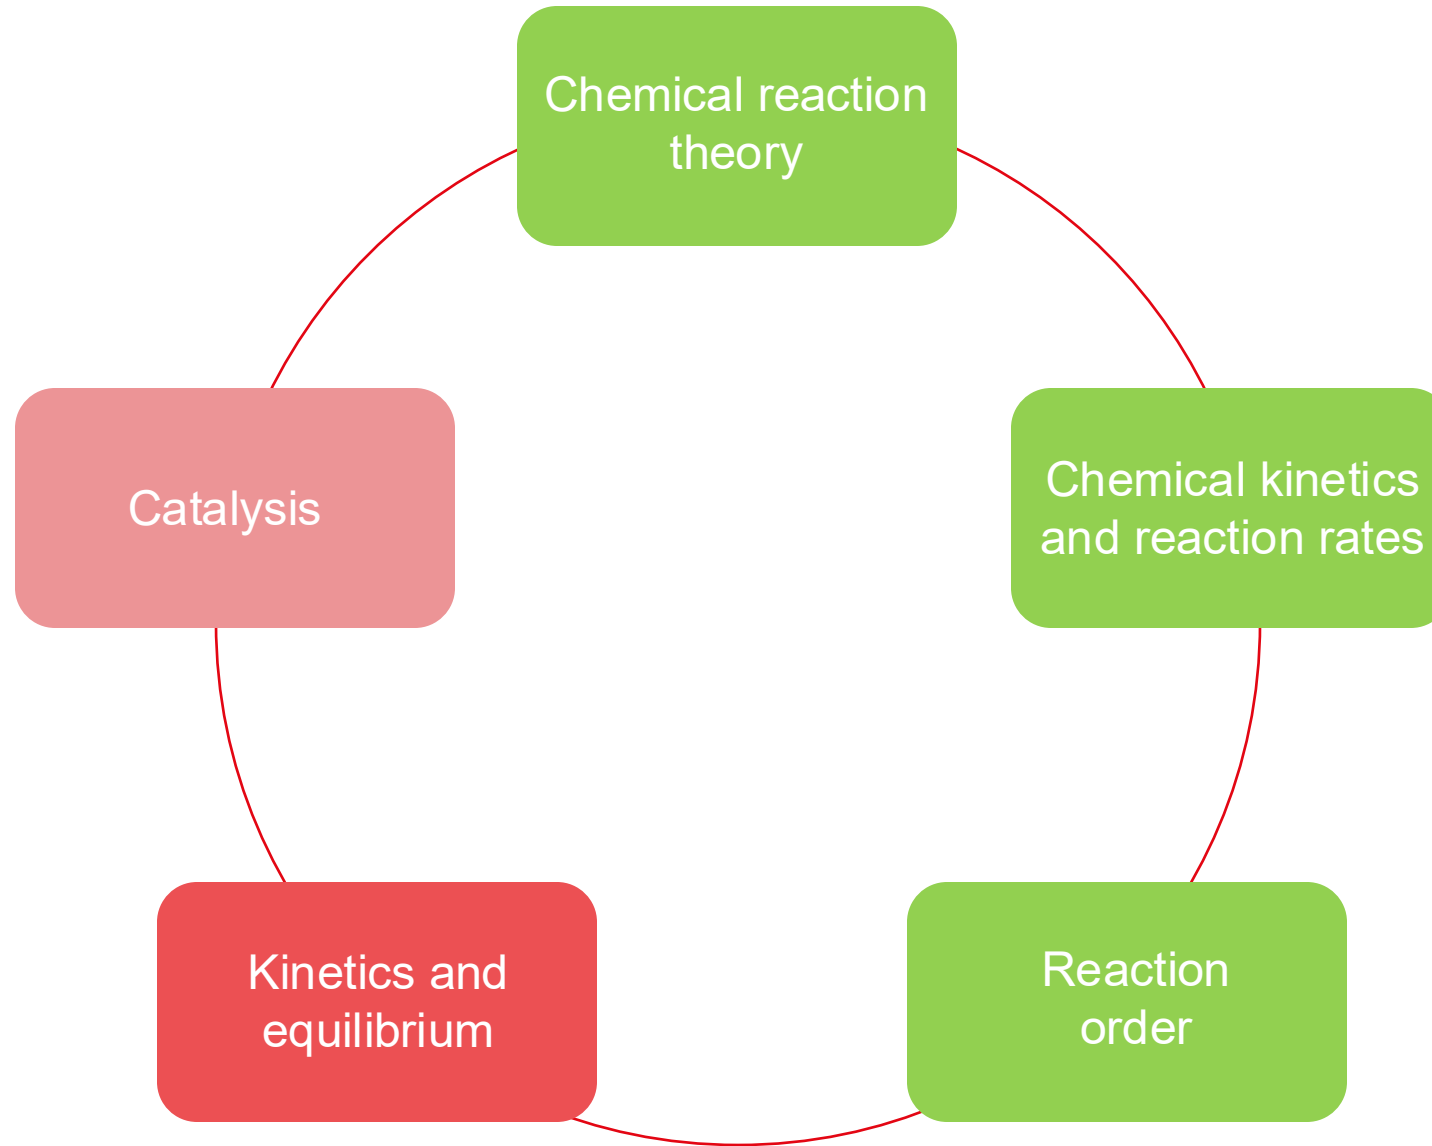 Chemical reaction
theory
Chemical kinetics
and reaction rates
Reaction
order
Kinetics and
equilibrium
Catalysis